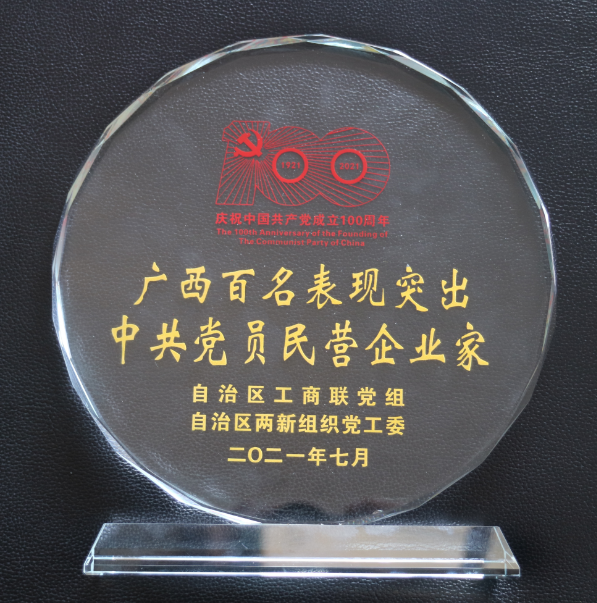 100
1921
2021
庆祝中国共产党成立100周年
The 100th Anniversary of the Founding of
The Communist Party of China
广西百名表现突出
中共党员民营企业家
自治区工商联党组
自治区两新组织党工委
二〇二一年七月